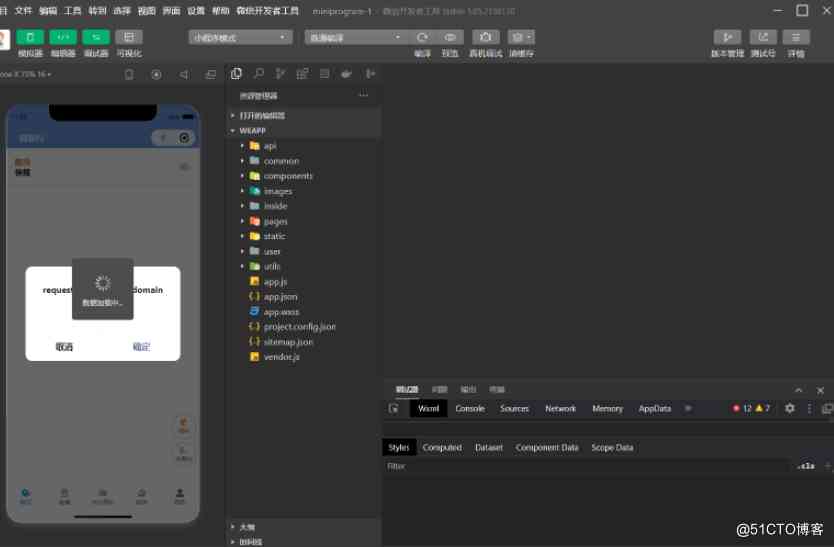 目 文件 编辑 工具 转到 选择 视图 界面 设置 帮助 微信开发者工具
miniprogram-1 - 微信开发者工具 Stable
模拟器 编辑器 调试器 可视化
小程序模式
普通编译
编译 预览 真机调试 清缓存
版本管理 测试号 详情
资源管理器
打开的编辑器
WEAPP
api
common
components
images
inside
pages
static
user
utils
app.js
app.json
app.wxss
project.config.json
sitemap.json
vendor.js
大纲
时间线
request
domain
数据加载中...
取消
确定
调试器 问题 输出 终端
Wxml Console Sources Network Memory AppData
12 7
Styles Computed Dataset Component Data Scope Data
Filter
.cls
@51CTO博客